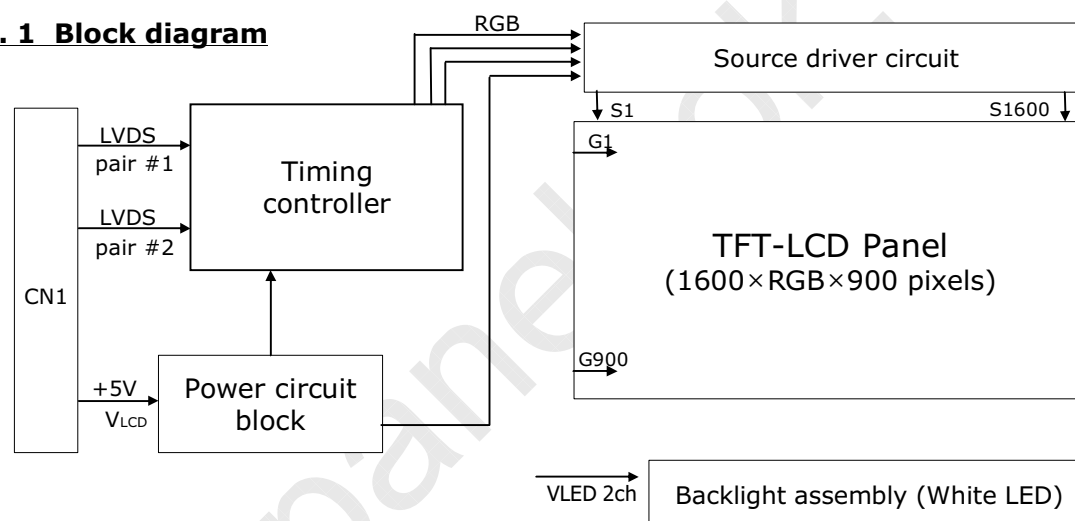 . 1 Block diagram
RGB
Source driver circuit
S1
S1600
LVDS
pair #1
Timing
controller
G1
LVDS
pair #2
TFT-LCD Panel
(1600×RGB×900 pixels)
CN1
G900
+5V
VLCD
Power circuit
block
VLED 2ch
Backlight assembly (White LED)